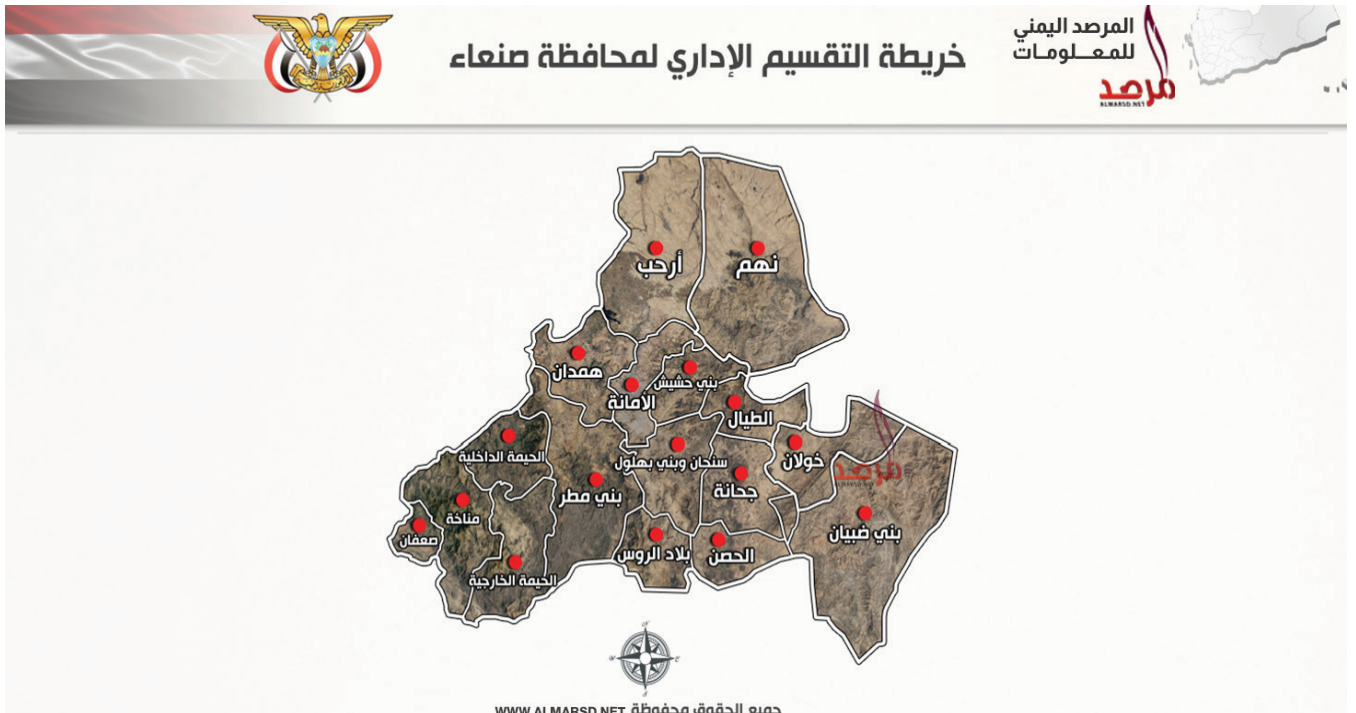 المرصد اليمني
للمعـــلومـــات
مرصد
ALMARSD.NET
خريطة التقسيم الإداري لمحافظة صنعاء
نهم
أرحب
همدان
بني حشيش
الأمانة
الطيال
خولان
سنحان وبني بهلول
الحيمة الداخلية
جحانة
بني مطر
مناخة
بني ضبيان
صعفان
الحصن
بلاد الروس
الحيمة الخارجية
مرصد
جميع الحقوق محفوظة WWW.ALMARSD.NET